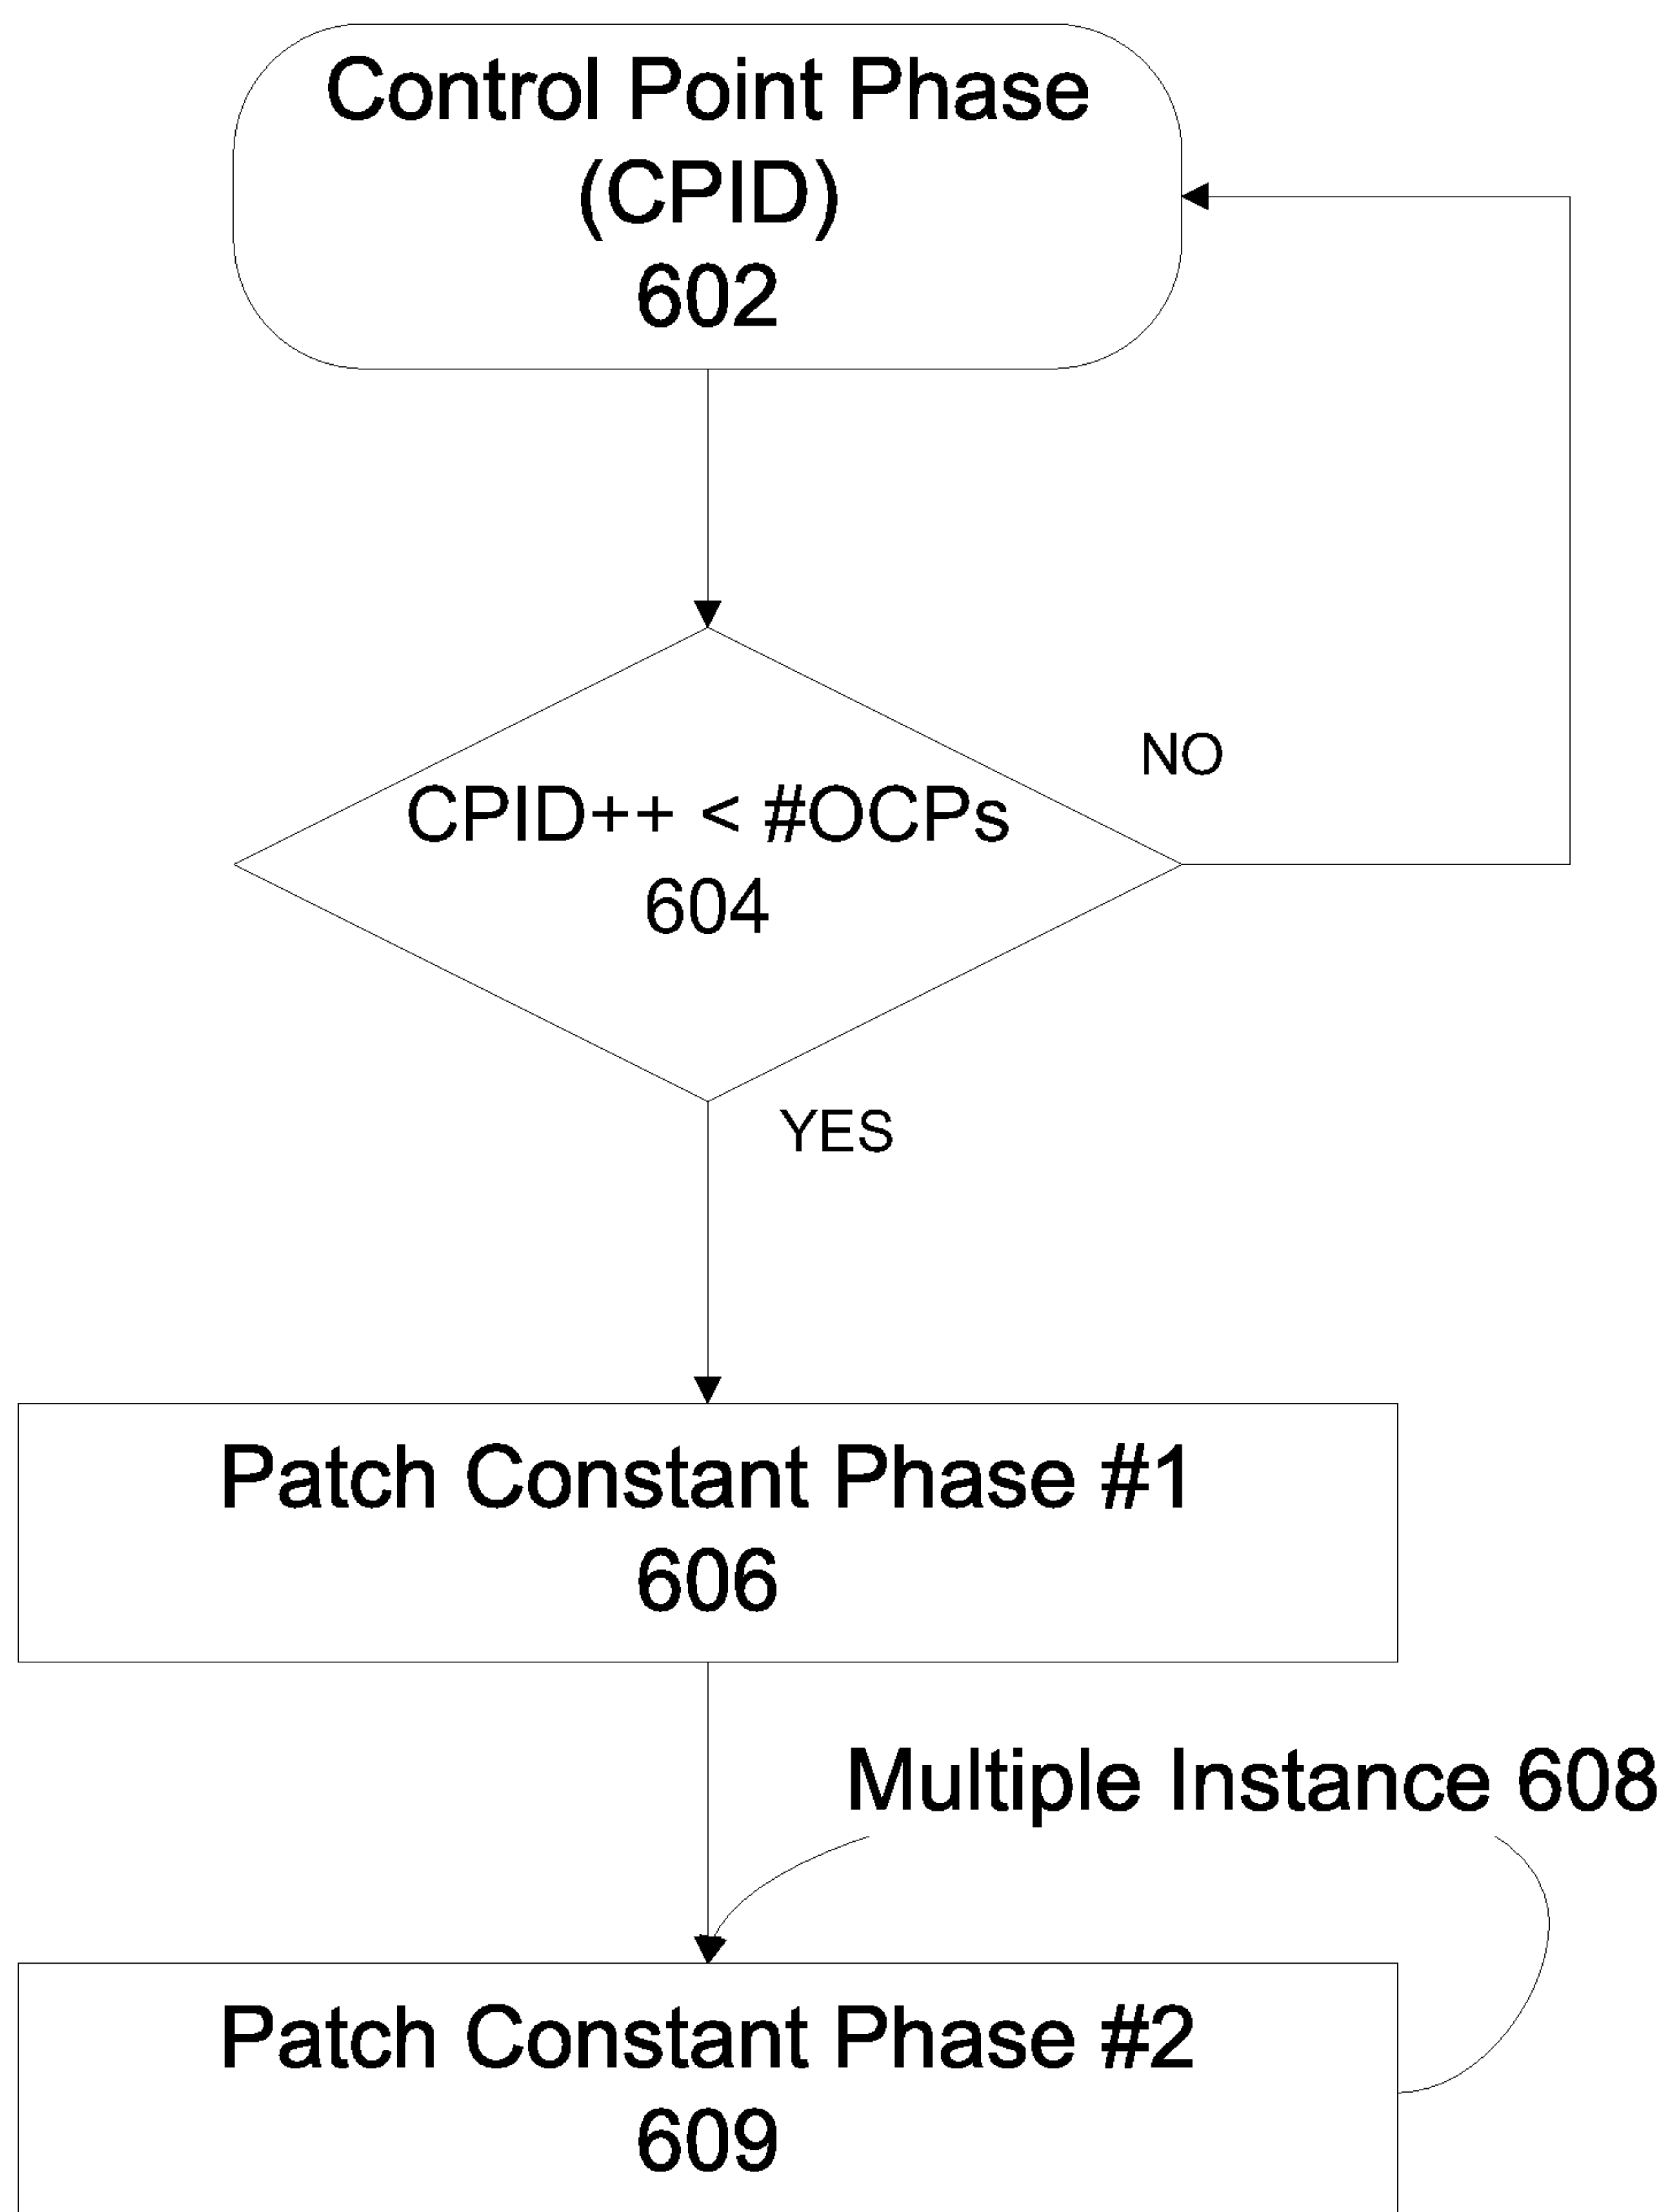 Control Point Phase
(CPID)
602
NO
CPID++ < #OCPs
604
YES
Patch Constant Phase #1
606
Multiple Instance 608
Patch Constant Phase #2
609